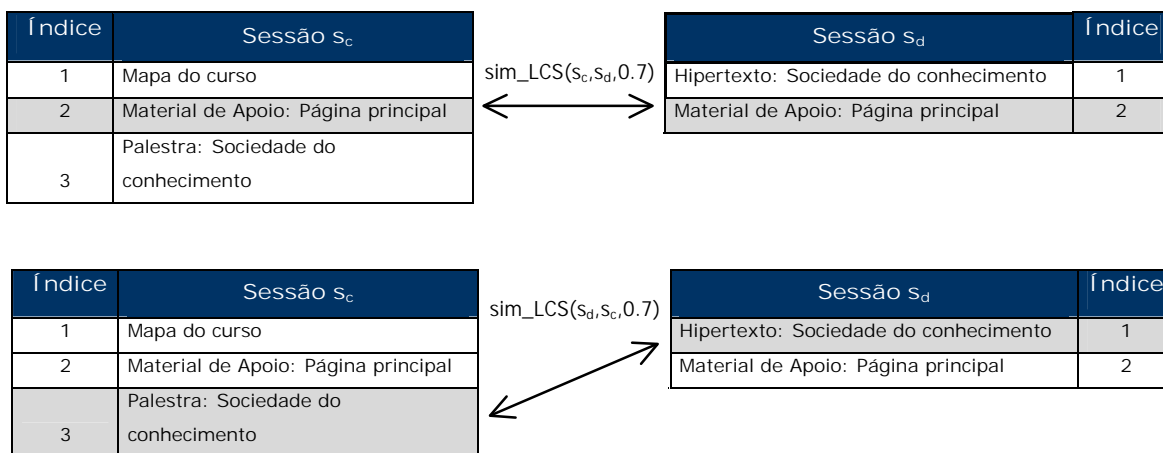 Índice Sessão sc
1 Mapa do curso
2 Material de Apoio: Página principal
Palestra: Sociedade do
3 conhecimento
sim_LCS(sc,sd,0.7)
Sessão sd Índice
Hipertexto: Sociedade do conhecimento 1
Material de Apoio: Página principal 2
Índice Sessão sc
1 Mapa do curso
2 Material de Apoio: Página principal
Palestra: Sociedade do
3 conhecimento
sim_LCS(sd,sc,0.7)
Sessão sd Índice
Hipertexto: Sociedade do conhecimento 1
Material de Apoio: Página principal 2